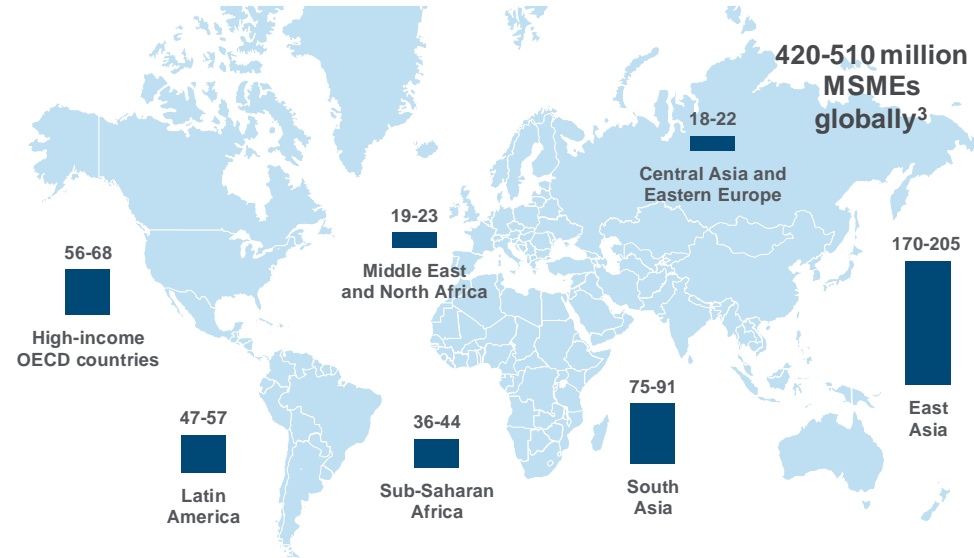 420-510 million
MSMEs
globally³
18-22
Central Asia and
Eastern Europe
19-23
Middle East
and North Africa
56-68
High-income
OECD countries
170-205
East
Asia
47-57
Latin
America
36-44
Sub-Saharan
Africa
75-91
South
Asia